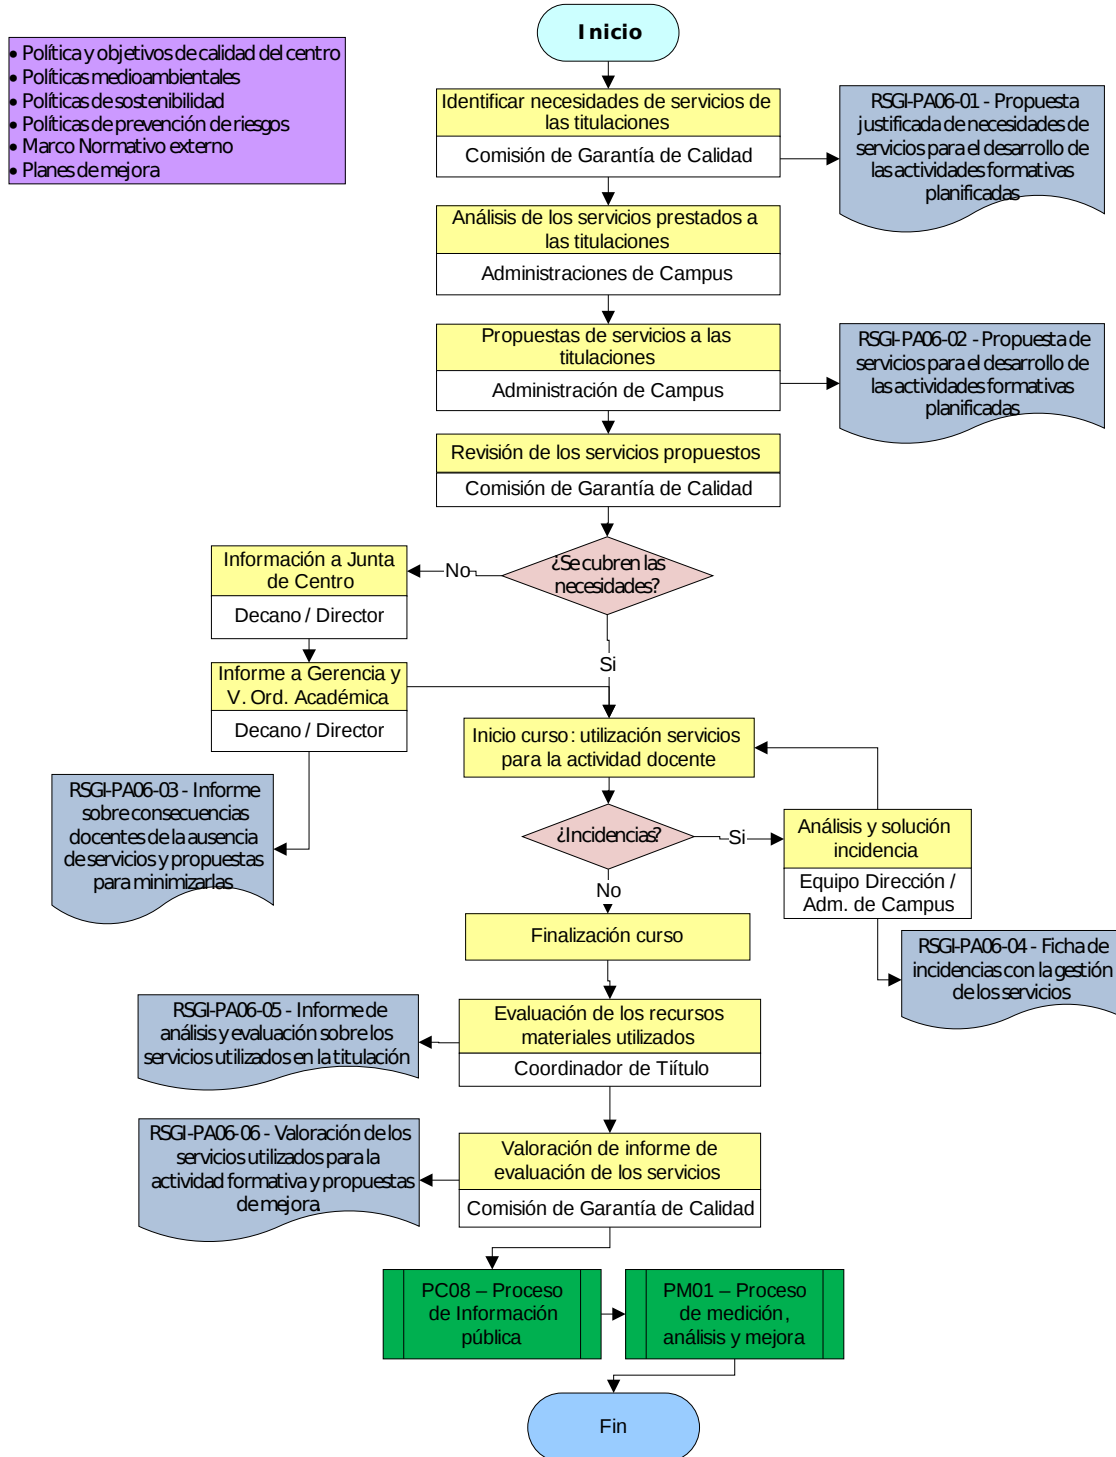 Inicio
• Política y objetivos de calidad del centro
• Políticas medioambientales
• Políticas de sostenibilidad
• Políticas de prevención de riesgos
• Marco Normativo externo
• Planes de mejora
Identificar necesidades de servicios de
las titulaciones
Comisión de Garantía de Calidad
RSGI-PA06-01 - Propuesta
justificada de necesidades de
servicios para el desarrollo de
las actividades formativas
planificadas
Análisis de los servicios prestados a
las titulaciones
Administraciones de Campus
Propuestas de servicios a las
titulaciones
Administración de Campus
RSGI-PA06-02 - Propuesta de
servicios para el desarrollo de
las actividades formativas
planificadas
Revisión de los servicios propuestos
Comisión de Garantía de Calidad
¿Se cubren las
necesidades?
No
Información a Junta
de Centro
Decano / Director
Si
Informe a Gerencia y
V. Ord. Académica
Decano / Director
Inicio curso: utilización servicios
para la actividad docente
RSGI-PA06-03 - Informe
sobre consecuencias
docentes de la ausencia
de servicios y propuestas
para minimizarlas
¿Incidencias?
Si
Análisis y solución
incidencia
Equipo Dirección /
Adm. de Campus
No
Finalización curso
RSGI-PA06-04 - Ficha de
incidencias con la gestión
de los servicios
RSGI-PA06-05 - Informe de
análisis y evaluación sobre los
servicios utilizados en la titulación
Evaluación de los recursos
materiales utilizados
Coordinador de Tiítulo
RSGI-PA06-06 - Valoración de los
servicios utilizados para la
actividad formativa y propuestas
de mejora
Valoración de informe de
evaluación de los servicios
Comisión de Garantía de Calidad
PC08 – Proceso
de Información
pública
PM01 – Proceso
de medición,
análisis y mejora
Fin